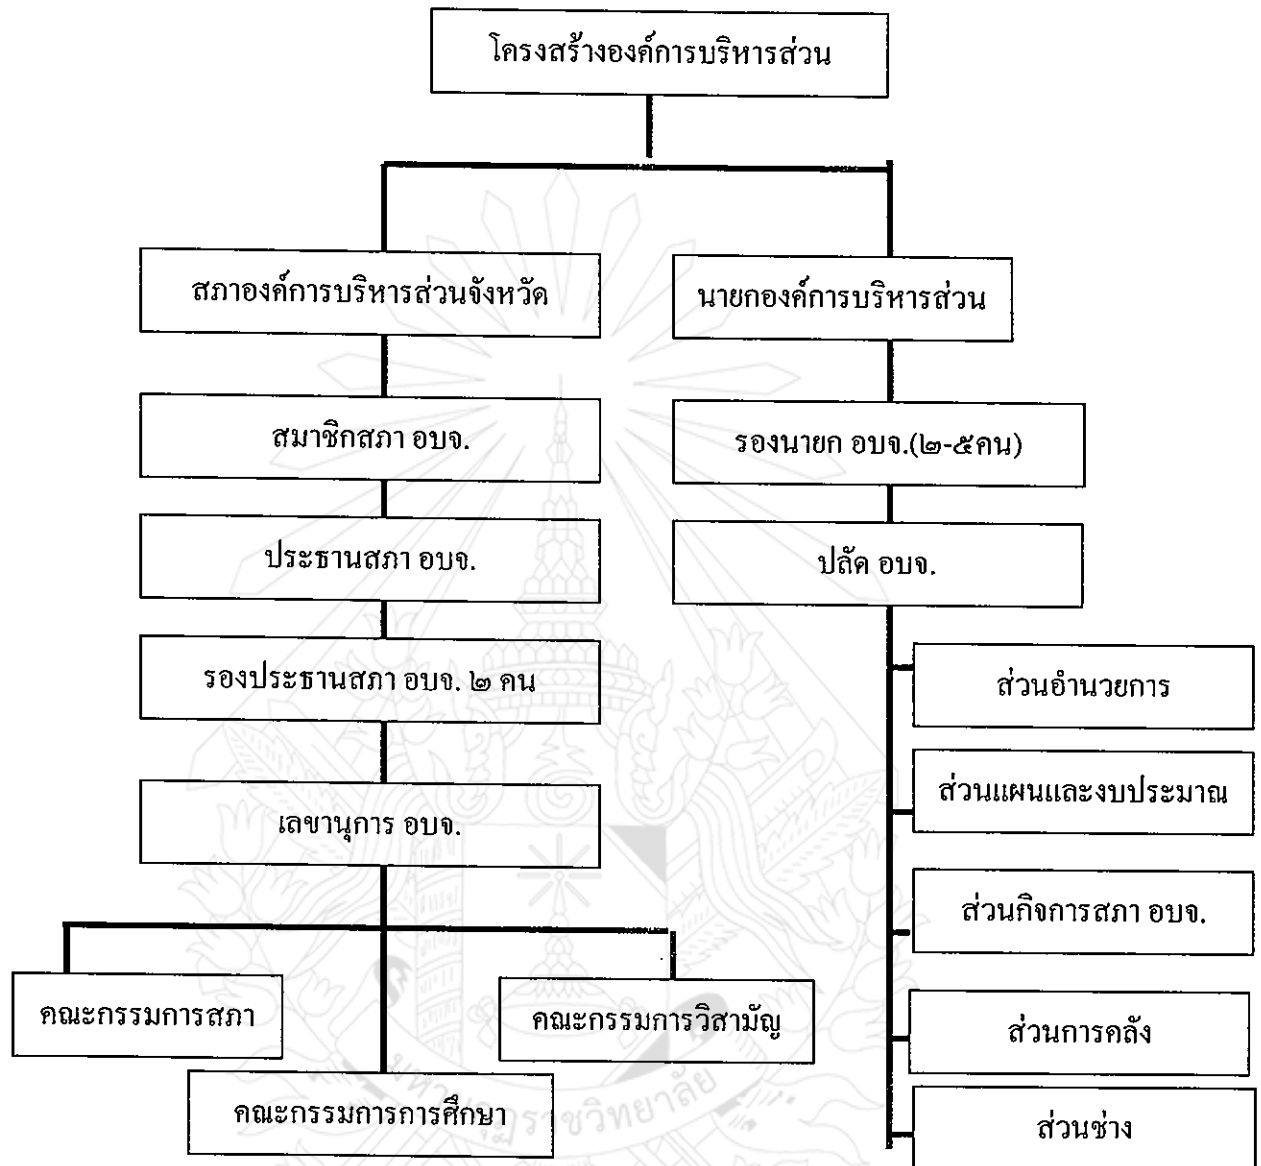 โครงสร้างองค์การบริหารส่วน
สภาองค์การบริหารส่วนจังหวัด
นายกองค์การบริหารส่วน
สมาชิกสภา อบจ.
รองนายก อบจ.(๒-๕คน)
ประธานสภา อบจ.
ปลัด อบจ.
รองประธานสภา อบจ. ๒ คน
ส่วนอำนวยการ
ส่วนแผนและงบประมาณ
เลขานุการ อบจ.
ส่วนกิจการสภา อบจ.
คณะกรรมการสภา
คณะกรรมการวิสามัญ
ส่วนการคลัง
คณะกรรมการการศึกษา
ส่วนช่าง